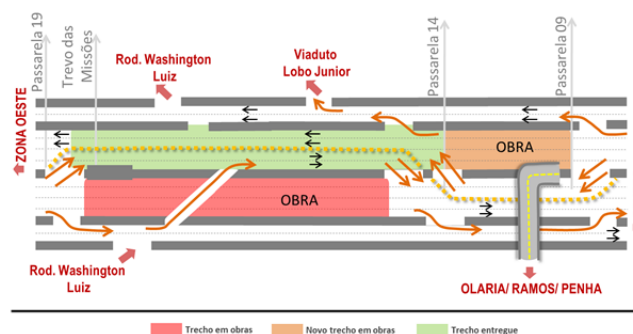 Passarela 19
Trevo das
Missões
Rod. Washington
Luiz
Viaduto
Lobo Junior
Passarela 14
Passarela 09
ZONA OESTE
OBRA
OBRA
Rod. Washington
Luiz
OLARIA/ RAMOS/ PENHA
Trecho em obras
Novo trecho em obras
Trecho entregue